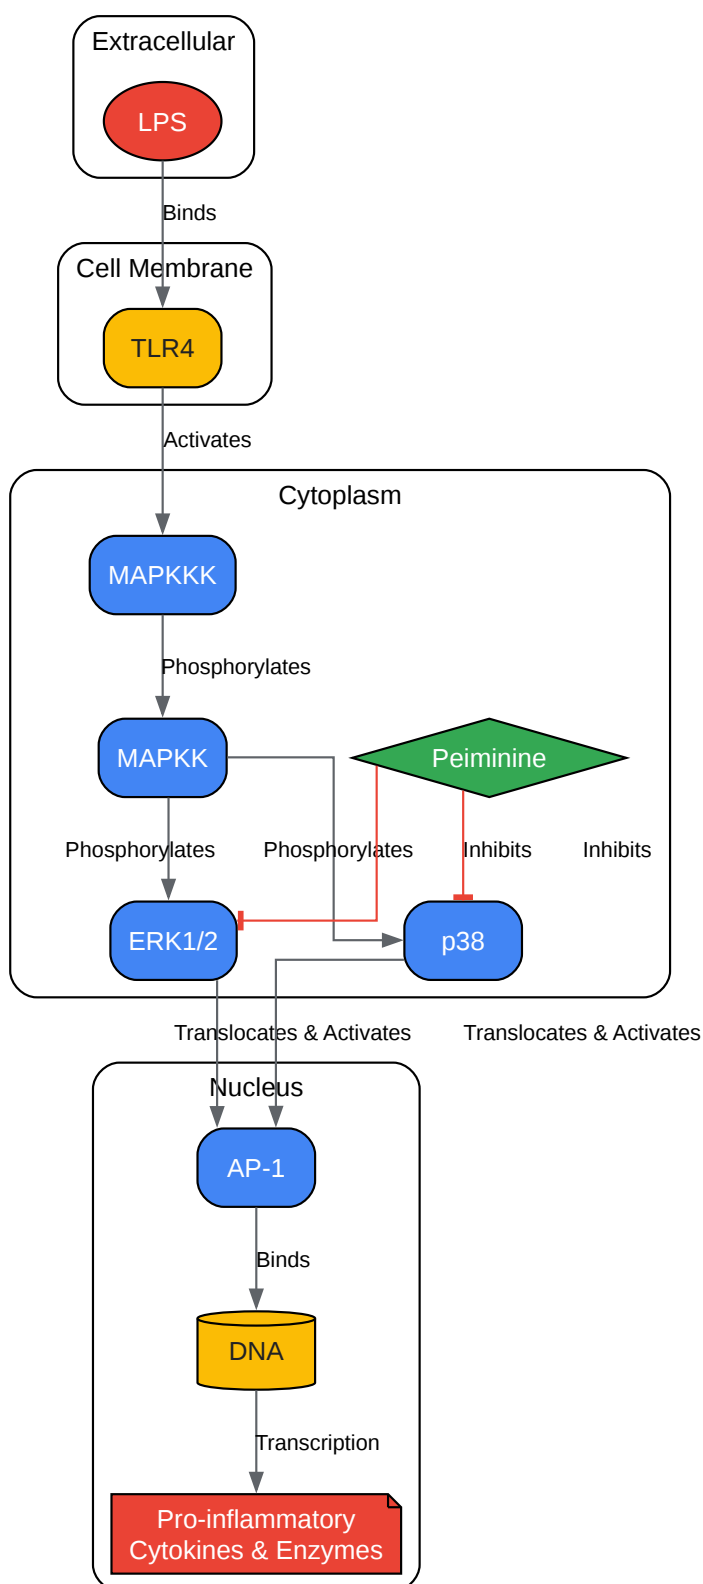 Extracellular
LPS
Binds
Cell Membrane
TLR4
Activates
Cytoplasm
MAPKKK
Phosphorylates
MAPKK
Peiminine
Phosphorylates
Phosphorylates
Inhibits
Inhibits
ERK1/2
p38
Translocates & Activates
Translocates & Activates
Nucleus
AP-1
Binds
DNA
Transcription
Pro-inflammatory
Cytokines & Enzymes